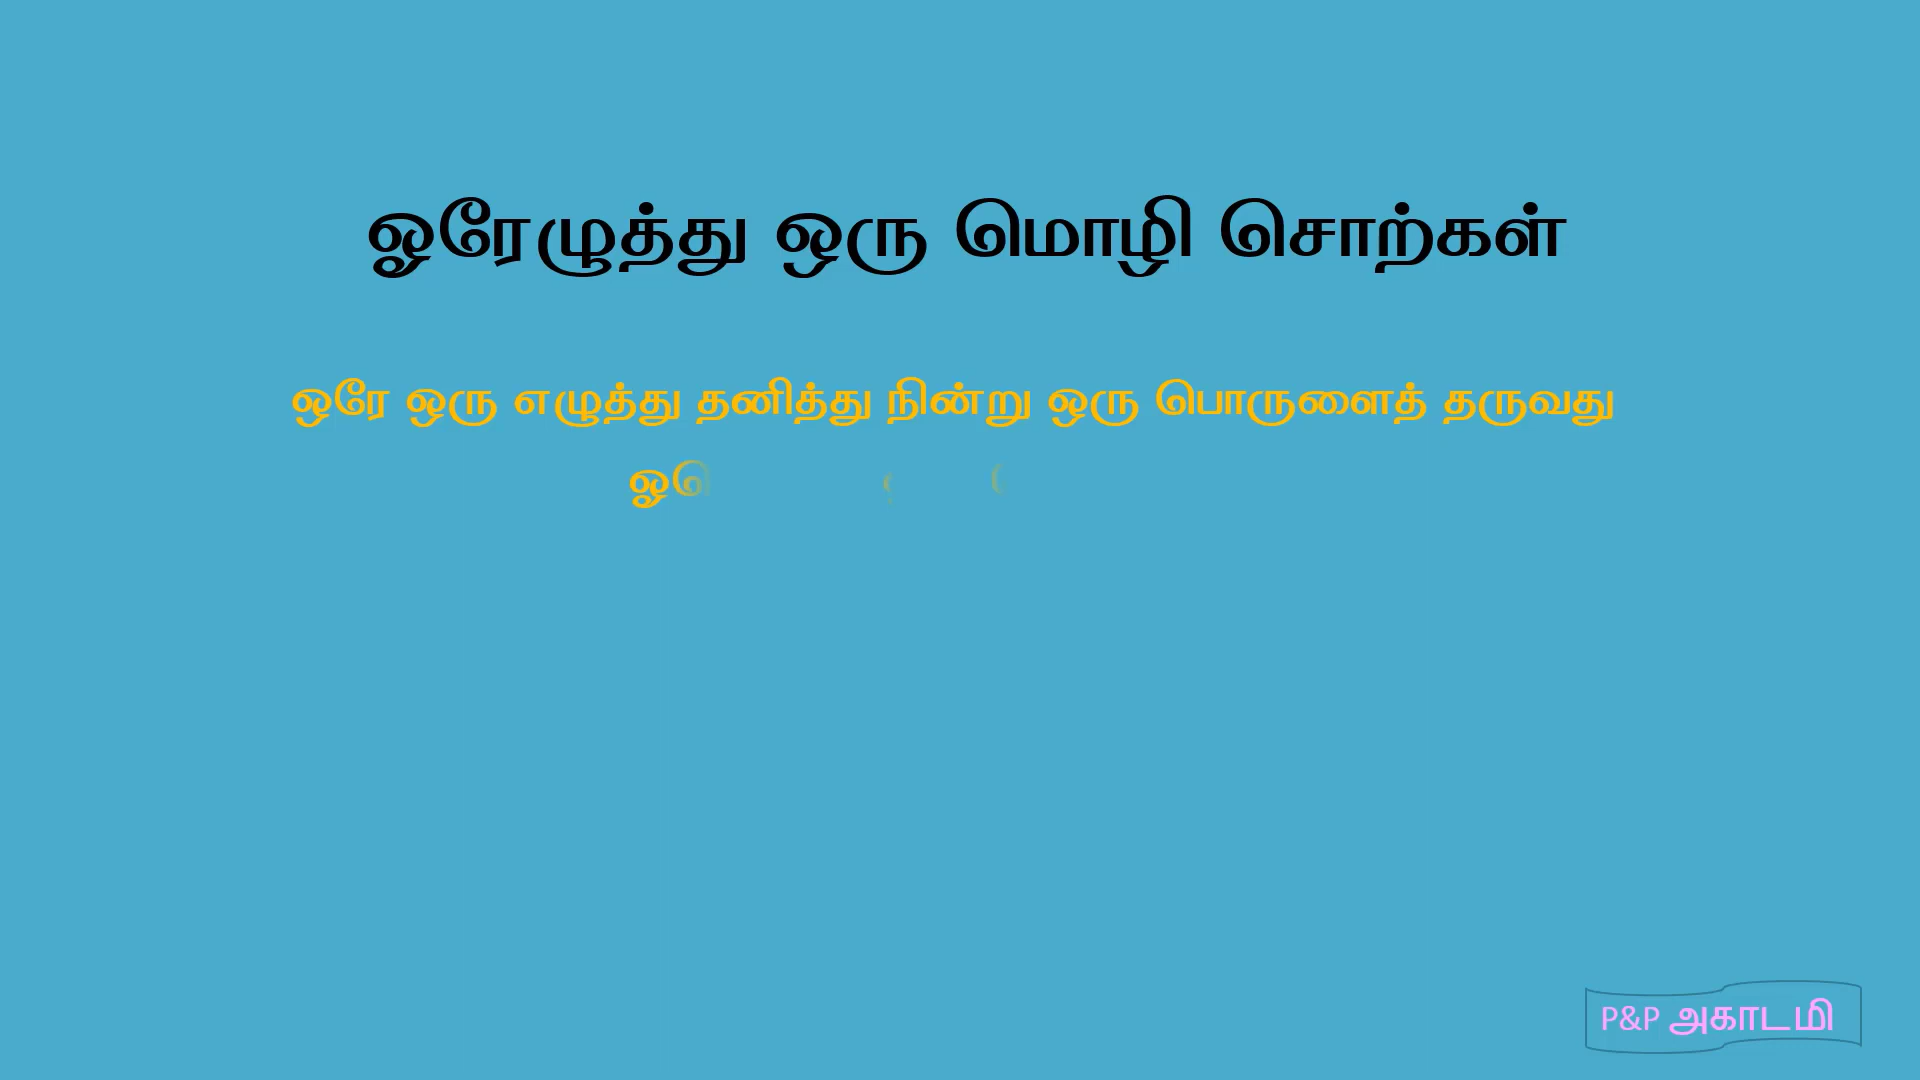 ஓரேழுத்து ஒரு மொழி சொற்கள்
ஒரே ஒரு எழுத்து தனித்து நின்று ஒரு பொருளைத் தருவது
P&P அகாடமி